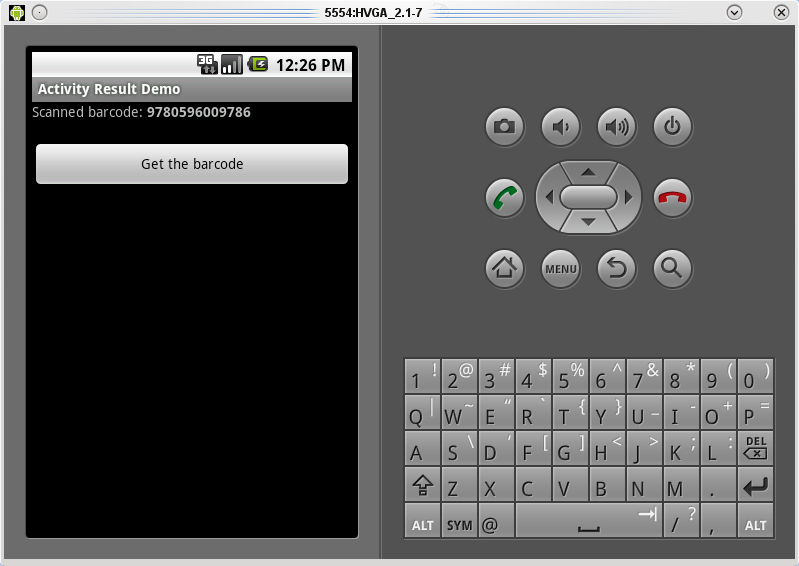 5554:HVGA_2.1-7
3G 12:26 PM
Activity Result Demo
Scanned barcode: 9780596009786
Get the barcode
MENU
1 ! 2 @ 3 # 4 $ 5 % 6 ^ 7 & 8 * 9 ( 0 )
Q | W ~ E “ R ` T { Y } U _ I - O + P =
A S \ D ‘ F [ G ] H < J > K ; L : DEL
Z X C V B N M .
ALT SYM @ / ? , ALT